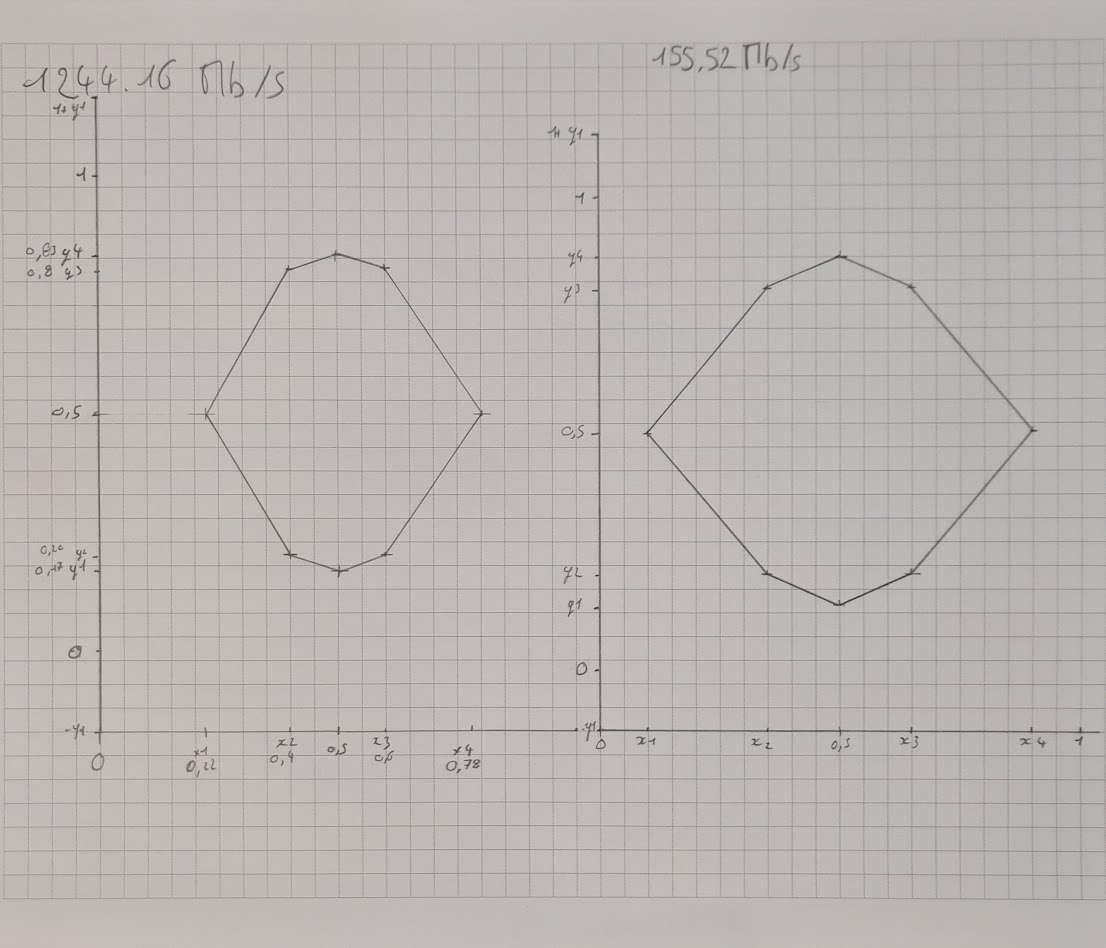 1244.16 Mb/s
1+y1
1
0,83 y4
0,8 y3
0,5
0,20 y2
0,17 y1
0
-y1
0
x1
0,22
x2
0,4
0,5
x3
0,6
x4
0,78
155,52 Mb/s
1+y1
1
y4
y3
0,5
y2
y1
0
-y1
0 x1 x2 0,5 x3 x4 1